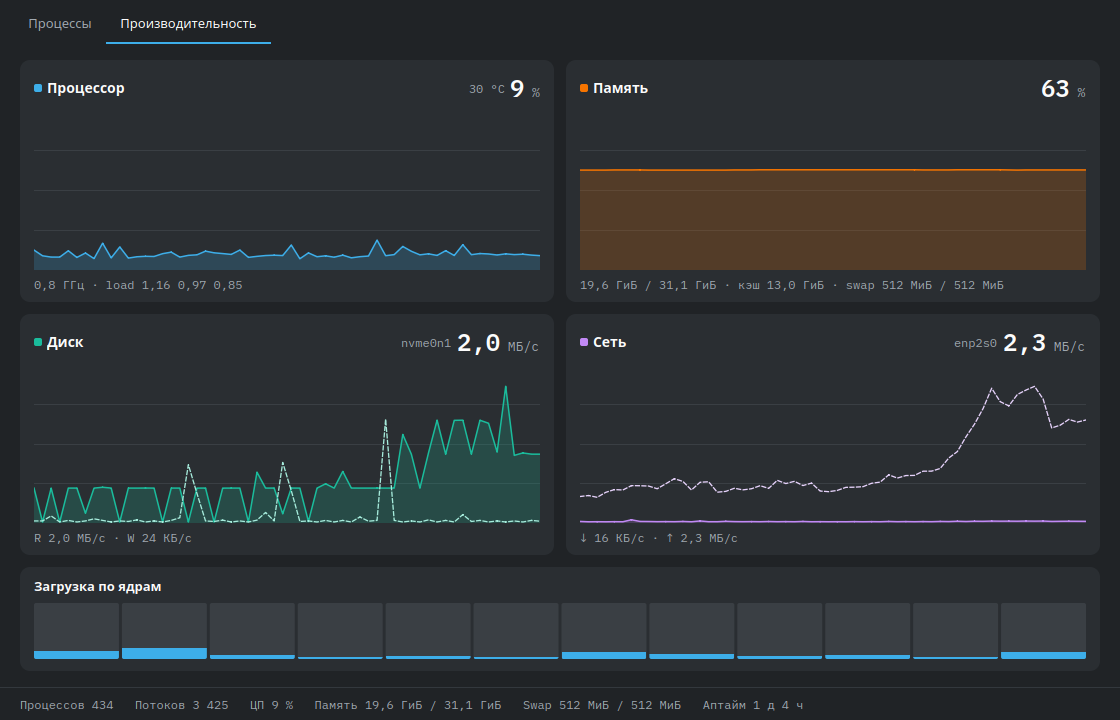 Процессы Производительность
Процессор 30 °C 9 %
Память 63 %
0,8 ГГц · load 1,16 0,97 0,85
19,6 ГиБ / 31,1 ГиБ · кэш 13,0 ГиБ · swap 512 МиБ / 512 МиБ
Диск nvme0n1 2,0 МБ/с
Сеть enp2s0 2,3 МБ/с
R 2,0 МБ/с · W 24 КБ/с
↓ 16 КБ/с · ↑ 2,3 МБ/с
Загрузка по ядрам
Процессов 434 Потоков 3 425 ЦП 9 % Память 19,6 ГиБ / 31,1 ГиБ Swap 512 МиБ / 512 МиБ Аптайм 1 д 4 ч